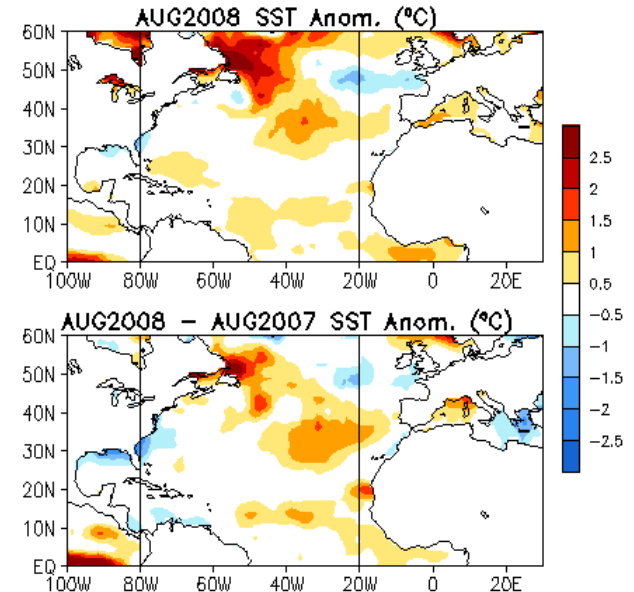 AUG2008 SST Anom. (ºC)
60N
50N
40N
30N
20N
10N
EQ
100W 80W 60W 40W 20W 0 20E
2.5
2
1.5
1
0.5
-0.5
-1
-1.5
-2
-2.5
AUG2008 - AUG2007 SST Anom. (ºC)
60N
50N
40N
30N
20N
10N
EQ
100W 80W 60W 40W 20W 0 20E